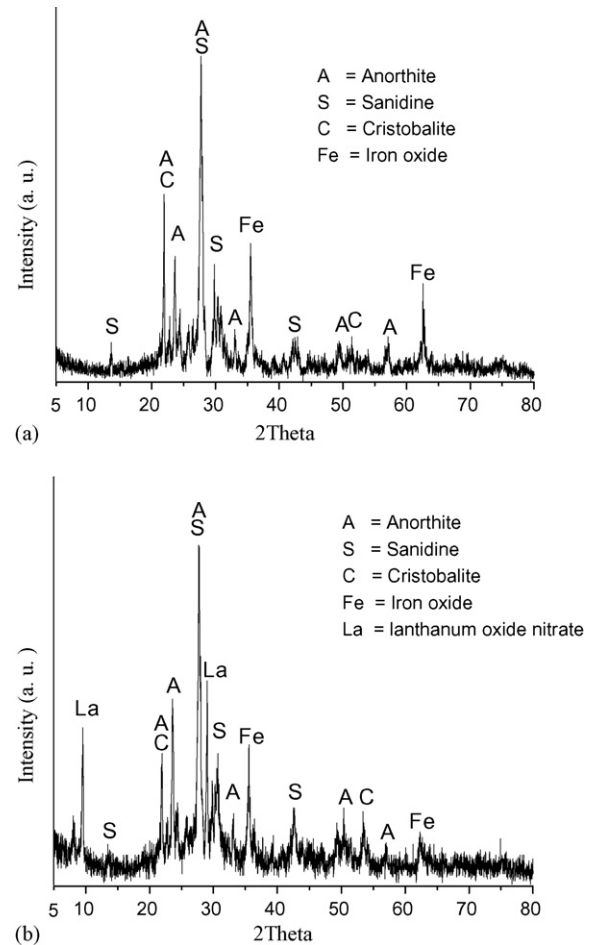 A
S
A = Anorthite
S = Sanidine
C = Cristobalite
Fe = Iron oxide
A
C
A
S
Fe
Fe
S
A
S
A
C
A
Intensity (a. u.)
5 10 20 30 40 50 60 70 80
2Theta
(a)
A
S
A = Anorthite
S = Sanidine
C = Cristobalite
Fe = Iron oxide
La = lanthanum oxide nitrate
La
A
La
A
C
S
Fe
S
A
S
A
C
A
Fe
Intensity (a. u. )
5 10 20 30 40 50 60 70 80
2Theta
(b)